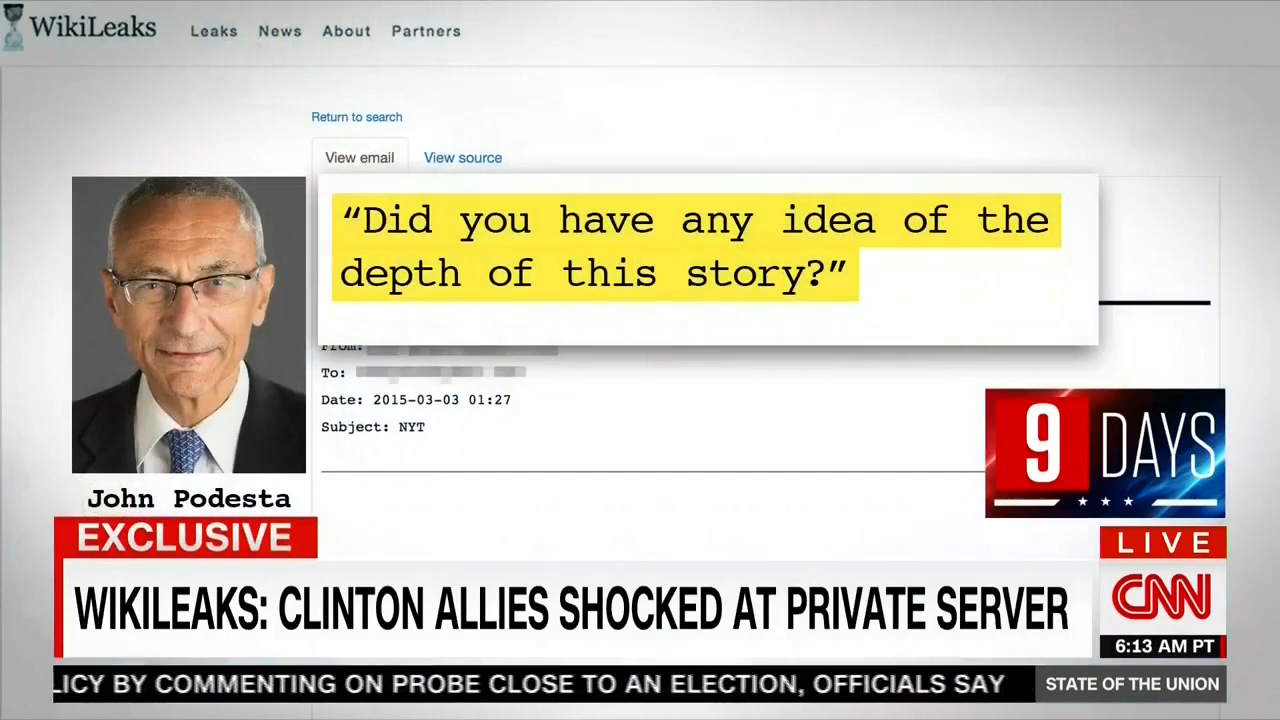 WikiLeaks Leaks News About Partners
Return to search
View email View source
“Did you have any idea of the
depth of this story?”
From:
To:
Date: 2015-03-03 01:27
Subject: NYT
John Podesta
9 DAYS
EXCLUSIVE
LIVE
WIKILEAKS: CLINTON ALLIES SHOCKED AT PRIVATE SERVER
CNN
6:13 AM PT
LICY BY COMMENTING ON PROBE CLOSE TO AN ELECTION, OFFICIALS SAY
STATE OF THE UNION